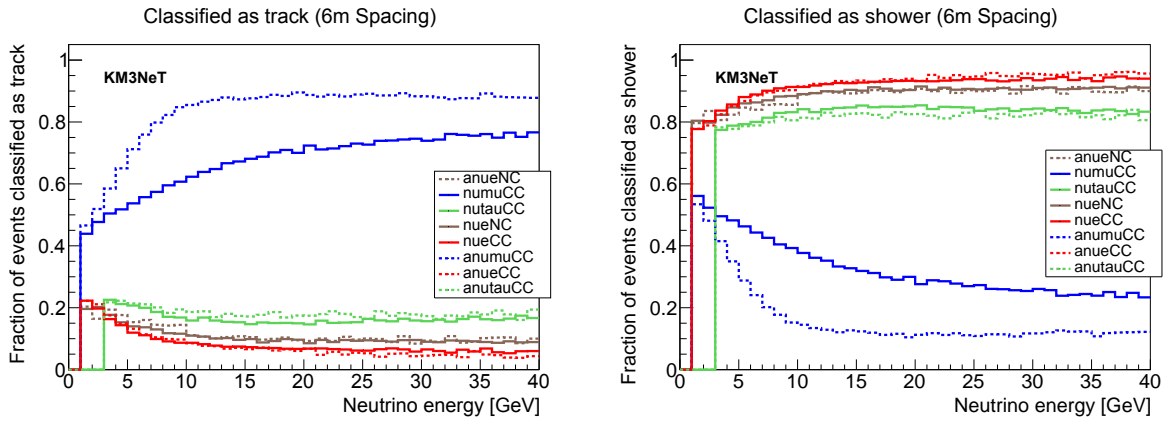 Classified as track (6m Spacing)
Fraction of events classified as track
1
0.8
0.6
0.4
0.2
0
KM3NeT
anueNC
numuCC
nutauCC
nueNC
nueCC
anumuCC
anueCC
anutauCC
0 5 10 15 20 25 30 35 40
Neutrino energy [GeV]
Classified as shower (6m Spacing)
Fraction of events classified as shower
1
0.8
0.6
0.4
0.2
0
KM3NeT
anueNC
numuCC
nutauCC
nueNC
nueCC
anumuCC
anueCC
anutauCC
0 5 10 15 20 25 30 35 40
Neutrino energy [GeV]